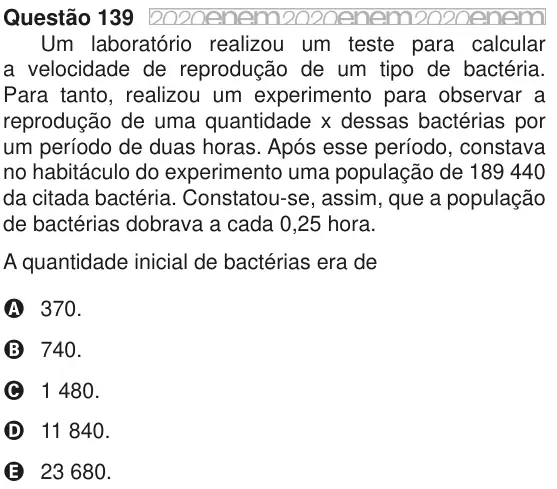 Questão 139 2020enem2020enem2020enem
Um laboratório realizou um teste para calcular
a velocidade de reprodução de um tipo de bactéria.
Para tanto, realizou um experimento para observar a
reprodução de uma quantidade x dessas bactérias por
um período de duas horas. Após esse período, constava
no habitáculo do experimento uma população de 189 440
da citada bactéria. Constatou-se, assim, que a população
de bactérias dobrava a cada 0,25 hora.
A quantidade inicial de bactérias era de
A 370.
B 740.
C 1 480.
D 11 840.
E 23 680.